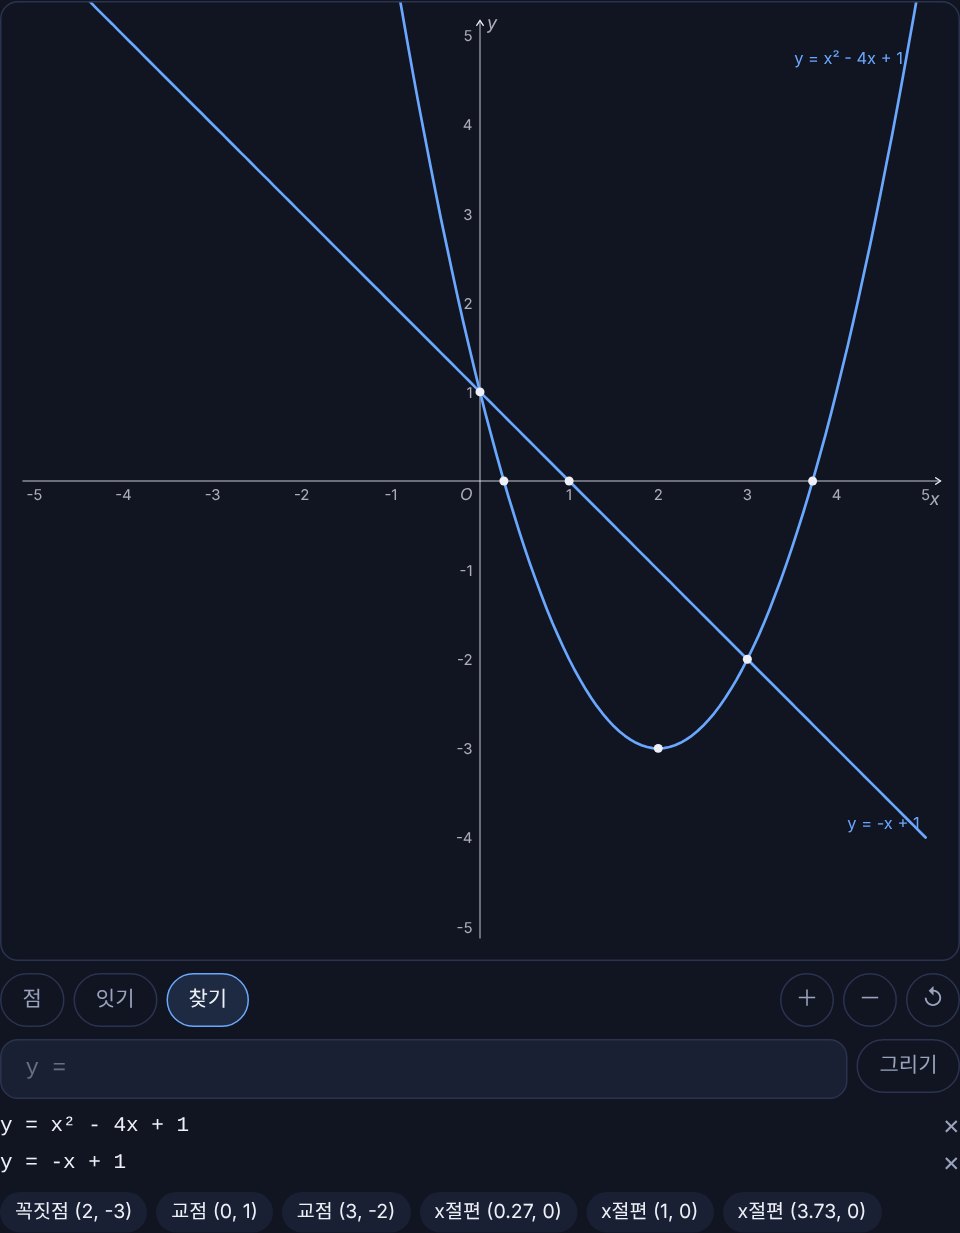 y
5
y = x² - 4x + 1
4
3
2
1
-5 -4 -3 -2 -1 O 1 2 3 4 5 x
-1
-2
-3
y = -x + 1
-4
-5
점 잇기 찾기 + −
y = 그리기
y = x² - 4x + 1 ×
y = -x + 1 ×
꼭짓점 (2, -3) 교점 (0, 1) 교점 (3, -2) x절편 (0.27, 0) x절편 (1, 0) x절편 (3.73, 0)